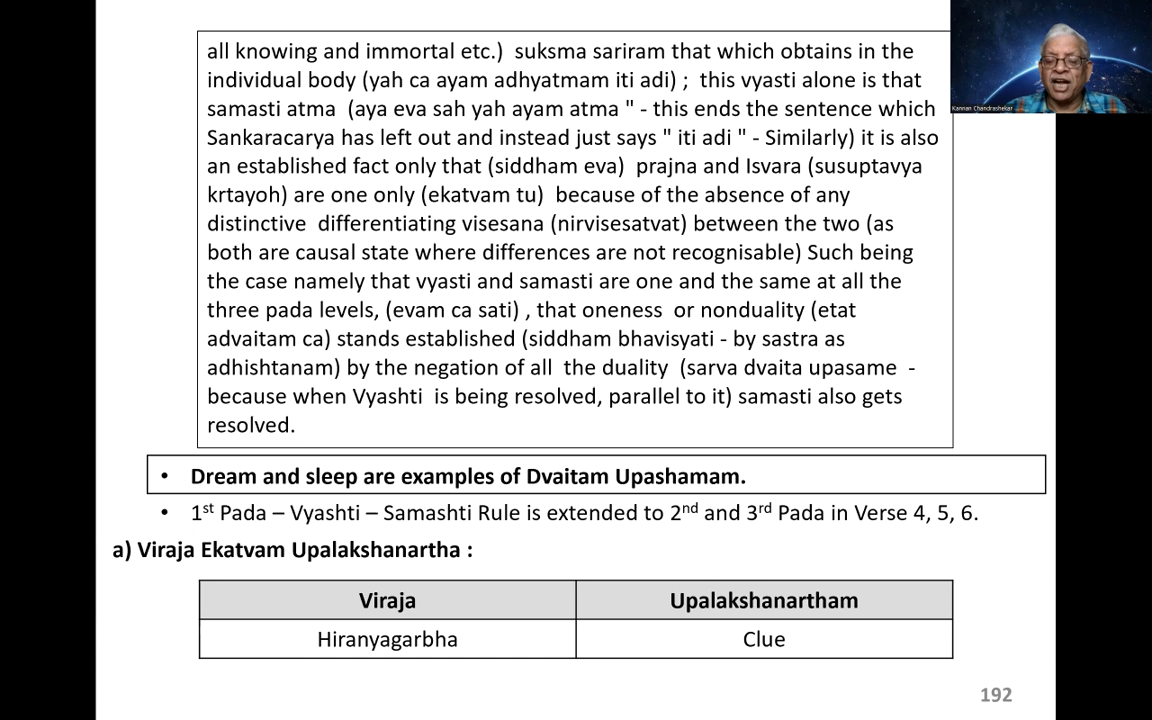 all knowing and immortal etc.)  suksma sariram that which obtains in the
individual body (yah ca ayam adhyatmam iti adi) ;  this vyasti alone is that
samasti atma  (aya eva sah yah ayam atma " - this ends the sentence which
Sankaracarya has left out and instead just says " iti adi " - Similarly) it is also
an established fact only that (siddham eva)  prajna and Isvara (susuptavya
krtayoh) are one only (ekatvam tu)  because of the absence of any
distinctive  differentiating visesana (nirvisesatvat) between the two (as
both are causal state where differences are not recognisable) Such being
the case namely that vyasti and samasti are one and the same at all the
three pada levels, (evam ca sati) , that oneness  or nonduality (etat
advaitam ca) stands established (siddham bhavisyati - by sastra as
adhishtanam) by the negation of all  the duality  (sarva dvaita upasame  -
because when Vyashti  is being resolved, parallel to it) samasti also gets
resolved.
• Dream and sleep are examples of Dvaitam Upashamam.
• 1st Pada – Vyashti – Samashti Rule is extended to 2nd and 3rd Pada in Verse 4, 5, 6.
a) Viraja Ekatvam Upalakshanartha :
Viraja Upalakshanartham
Hiranyagarbha Clue
192
Kannan Chandrashekar